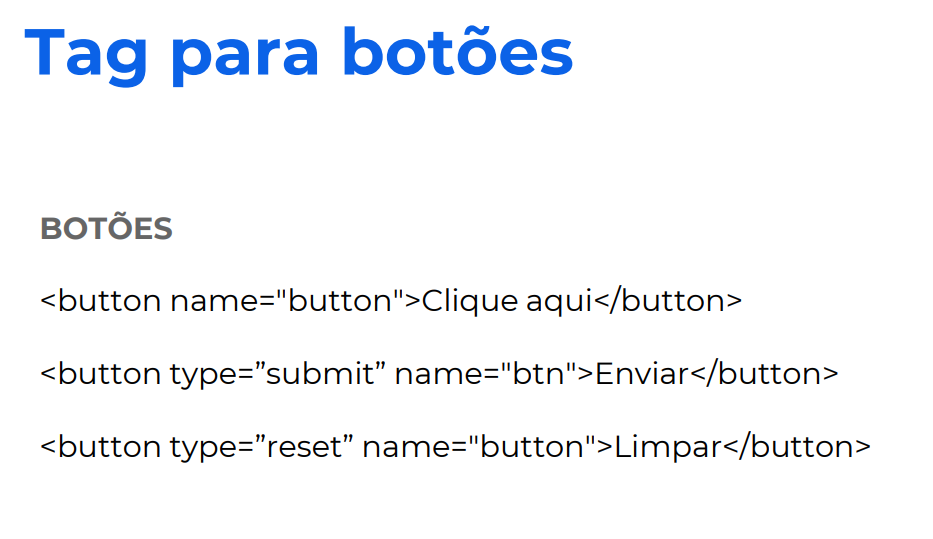 Tag para botões
BOTÕES
<button name="button">Clique aqui</button>
<button type=”submit” name="btn">Enviar</button>
<button type=”reset” name="button">Limpar</button>